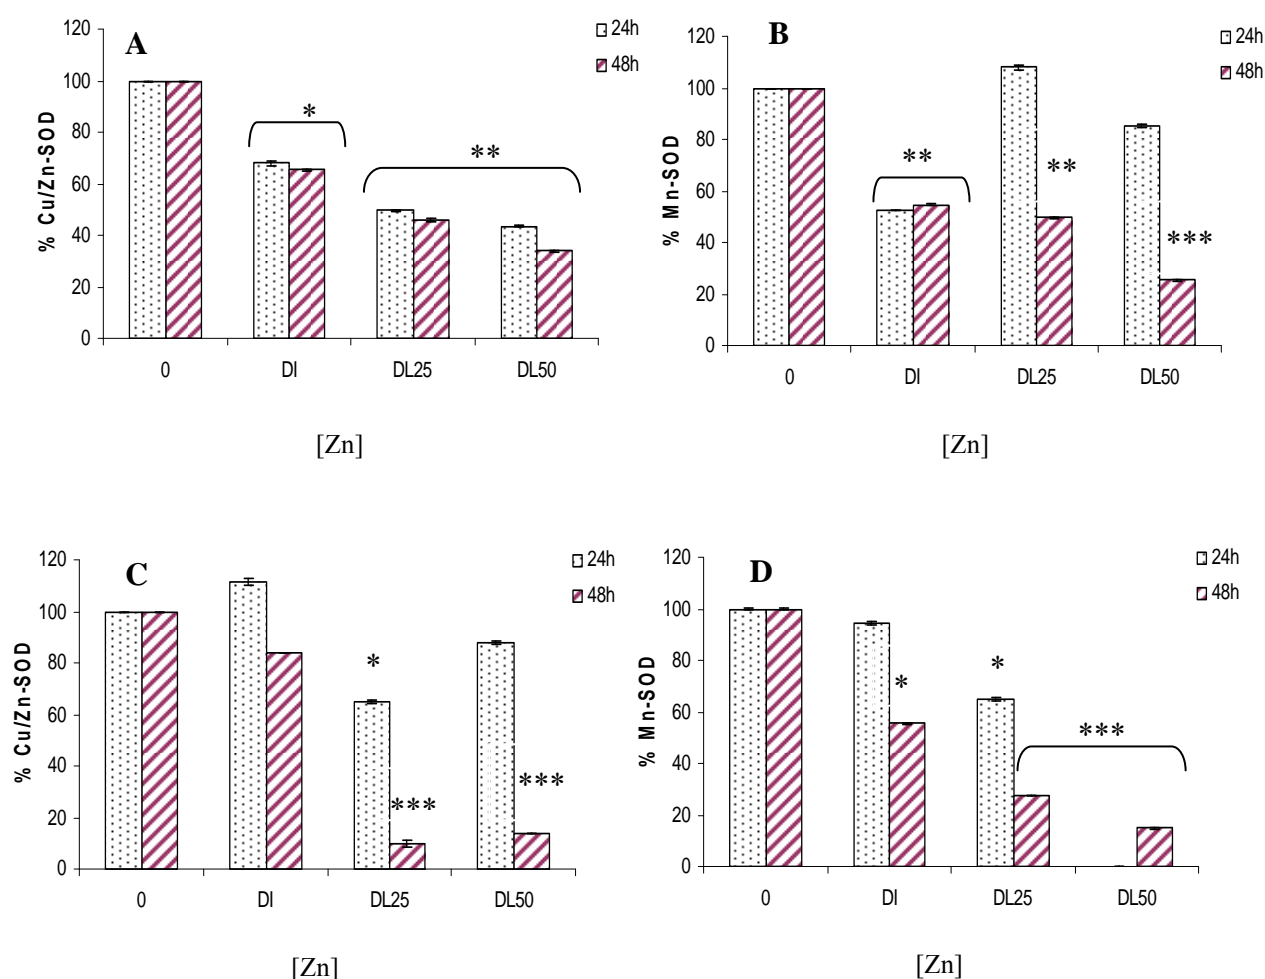 A
% Cu/Zn-SOD
120
100
80
60
40
20
0
24h
48h
*
**
0 DI DL25 DL50
[Zn]
B
% Mn-SOD
120
100
80
60
40
20
0
24h
48h
**
**
***
0 DI DL25 DL50
[Zn]
C
% Cu/Zn-SOD
120
100
80
60
40
20
0
24h
48h
*
***
***
0 DI DL25 DL50
[Zn]
D
% Mn-SOD
120
100
80
60
40
20
0
24h
48h
*
*
***
0 DI DL25 DL50
[Zn]